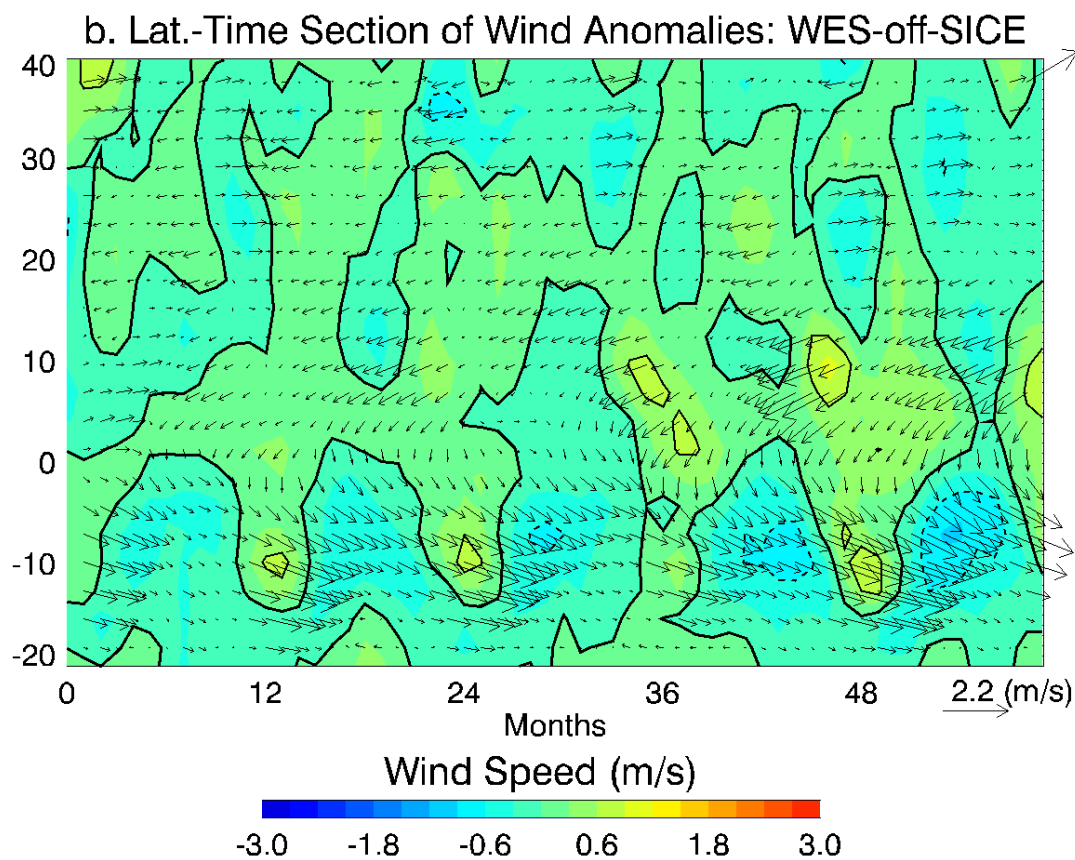 b. Lat.-Time Section of Wind Anomalies: WES-off-SICE
40
30
20
10
0
-10
-20
0 12 24 36 48 2.2 (m/s)
Months
Wind Speed (m/s)
-3.0 -1.8 -0.6 0.6 1.8 3.0